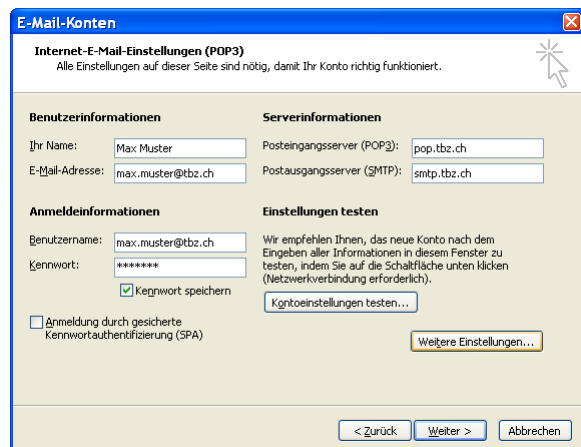 E-Mail-Konten
Internet-E-Mail-Einstellungen (POP3)
Alle Einstellungen auf dieser Seite sind nötig, damit Ihr Konto richtig funktioniert.
Benutzerinformationen
Ihr Name: Max Muster
E-Mail-Adresse: max.muster@tbz.ch
Serverinformationen
Posteingangsserver (POP3): pop.tbz.ch
Postausgangsserver (SMTP): smtp.tbz.ch
Anmeldeinformationen
Benutzername: max.muster@tbz.ch
Kennwort: *******
Kennwort speichern
Anmeldung durch gesicherte
Kennwortauthentifizierung (SPA)
Einstellungen testen
Wir empfehlen Ihnen, das neue Konto nach dem
Eingeben aller Informationen in diesem Fenster zu
testen, indem Sie auf die Schaltfläche unten klicken
(Netzwerkverbindung erforderlich).
Kontoeinstellungen testen...
Weitere Einstellungen...
< Zurück
Weiter >
Abbrechen